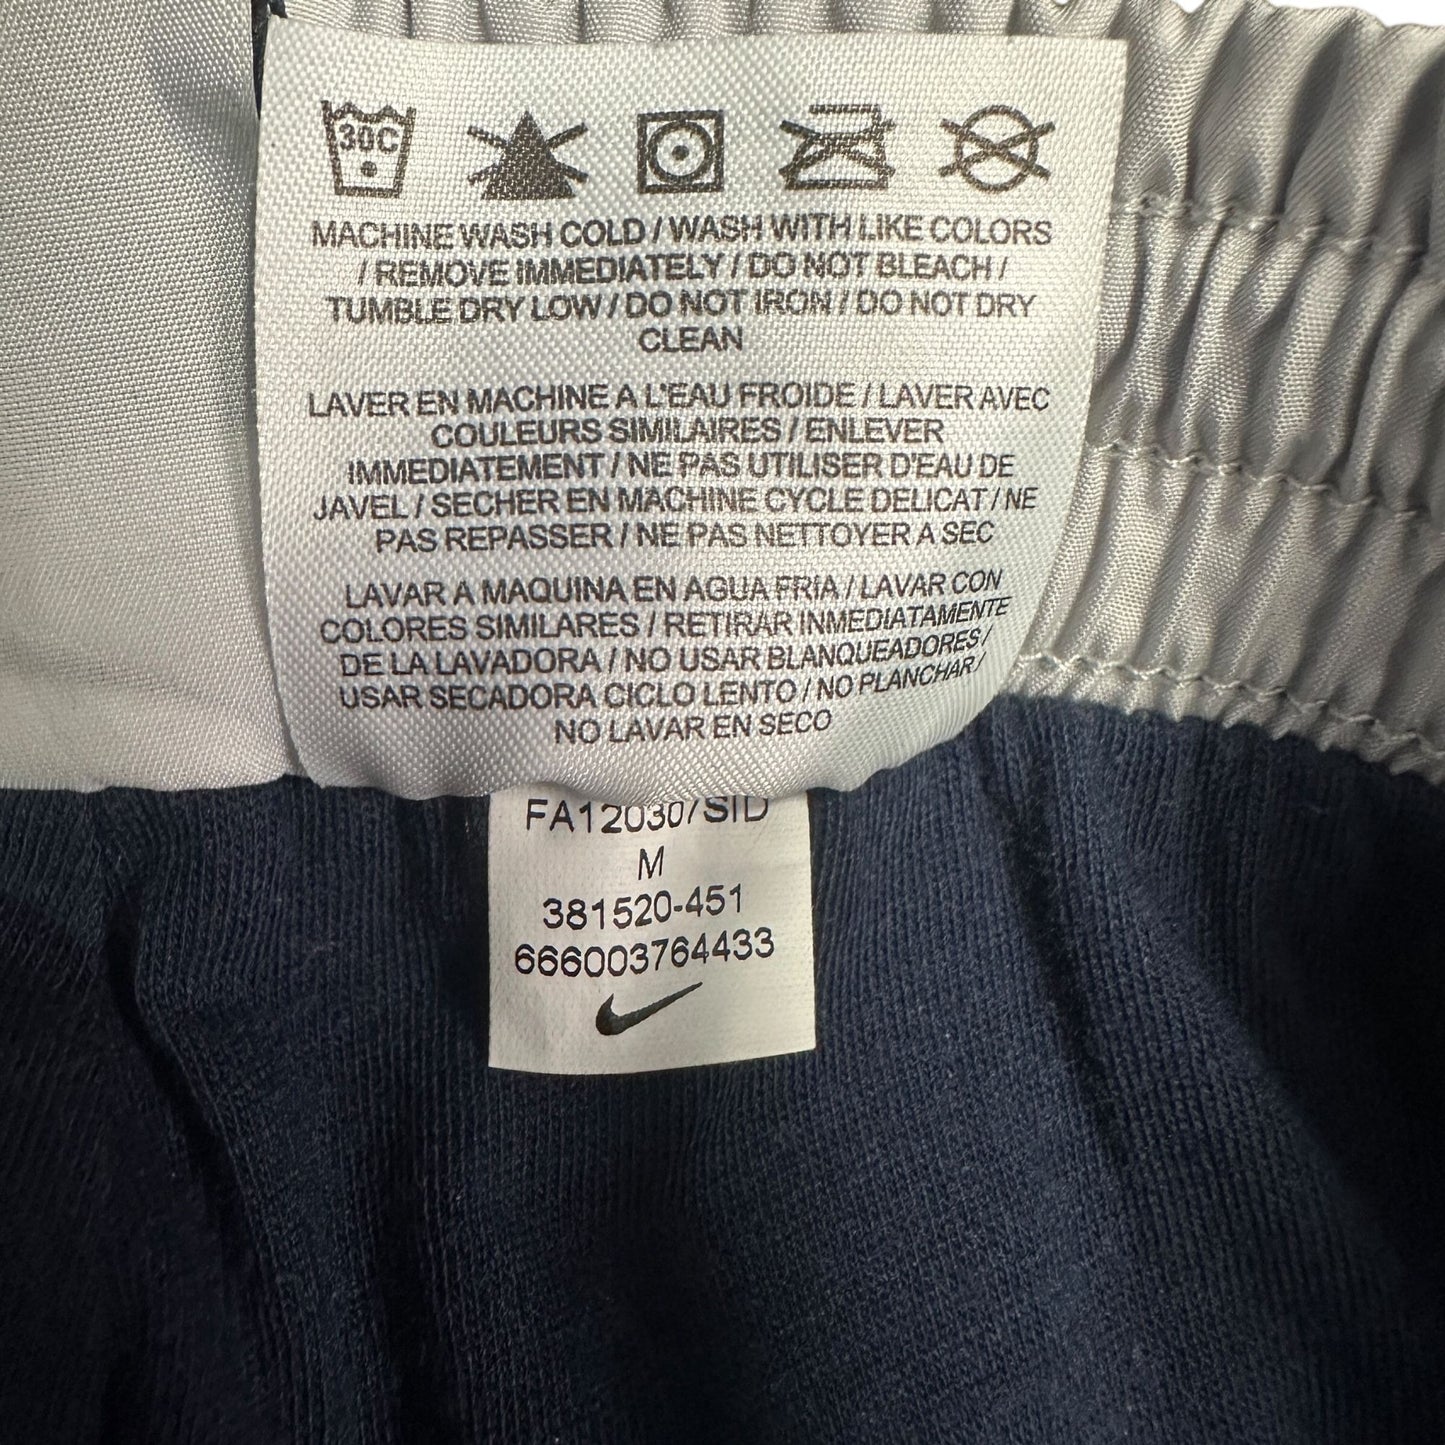 30C
MACHINE WASH COLD / WASH WITH LIKE COLORS
/ REMOVE IMMEDIATELY / DO NOT BLEACH /
TUMBLE DRY LOW / DO NOT IRON / DO NOT DRY
CLEAN
LAVER EN MACHINE A L'EAU FROIDE / LAVER AVEC
COULEURS SIMILAIRES / ENLEVER
IMMEDIATEMENT / NE PAS UTILISER D'EAU DE
JAVEL / SECHER EN MACHINE CYCLE DELICAT / NE
PAS REPASSER / NE PAS NETTOYER A SEC
LAVAR A MAQUINA EN AGUA FRIA / LAVAR CON
COLORES SIMILARES / RETIRAR INMEDIATAMENTE
DE LA LAVADORA / NO USAR BLANQUEADORES /
USAR SECADORA CICLO LENTO / NO PLANCHAR /
NO LAVAR EN SECO
FA12030/SID
M
381520-451
666003764433